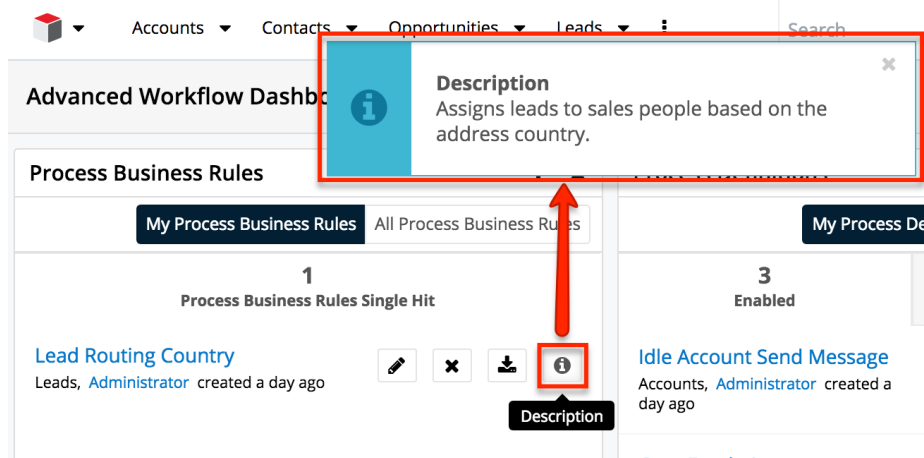 Accounts Contacts Opportunities Leads Search
Description
Assigns leads to sales people based on the
address country.
Advanced Workflow
Process Business Rules
My Process Business Rules All Process Business Rules
My Process De
1
Process Business Rules Single Hit
3
Enabled
Lead Routing Country
Leads, Administrator created a day ago
Description
Idle Account Send Message
Accounts, Administrator created a
day ago